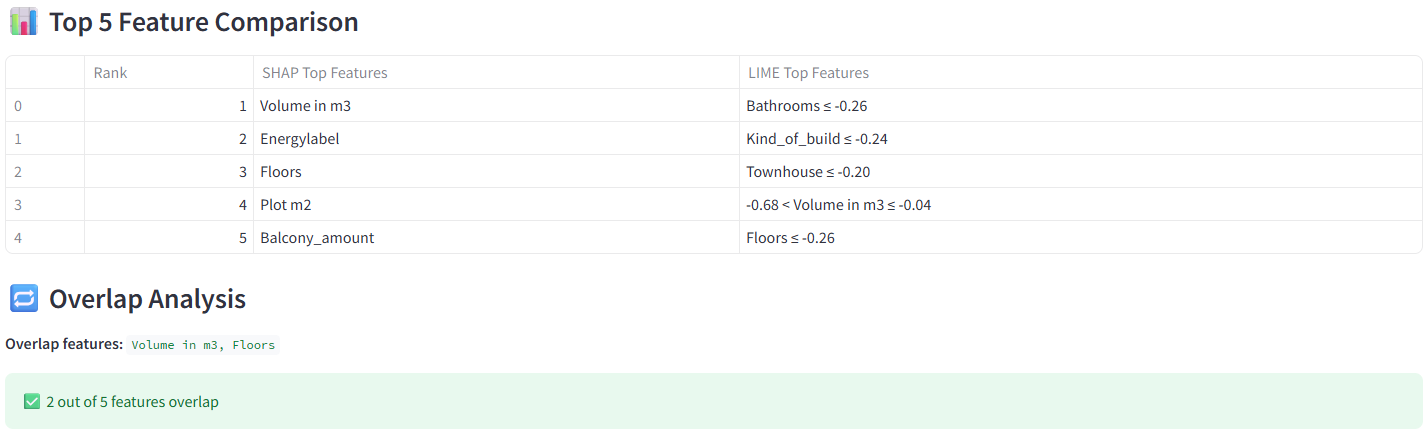 Top 5 Feature Comparison
Rank SHAP Top Features LIME Top Features
0 1 Volume in m3 Bathrooms ≤ -0.26
1 2 Energylabel Kind_of_build ≤ -0.24
2 3 Floors Townhouse ≤ -0.20
3 4 Plot m2 -0.68 < Volume in m3 ≤ -0.04
4 5 Balcony_amount Floors ≤ -0.26
Overlap Analysis
Overlap features: Volume in m3, Floors
2 out of 5 features overlap